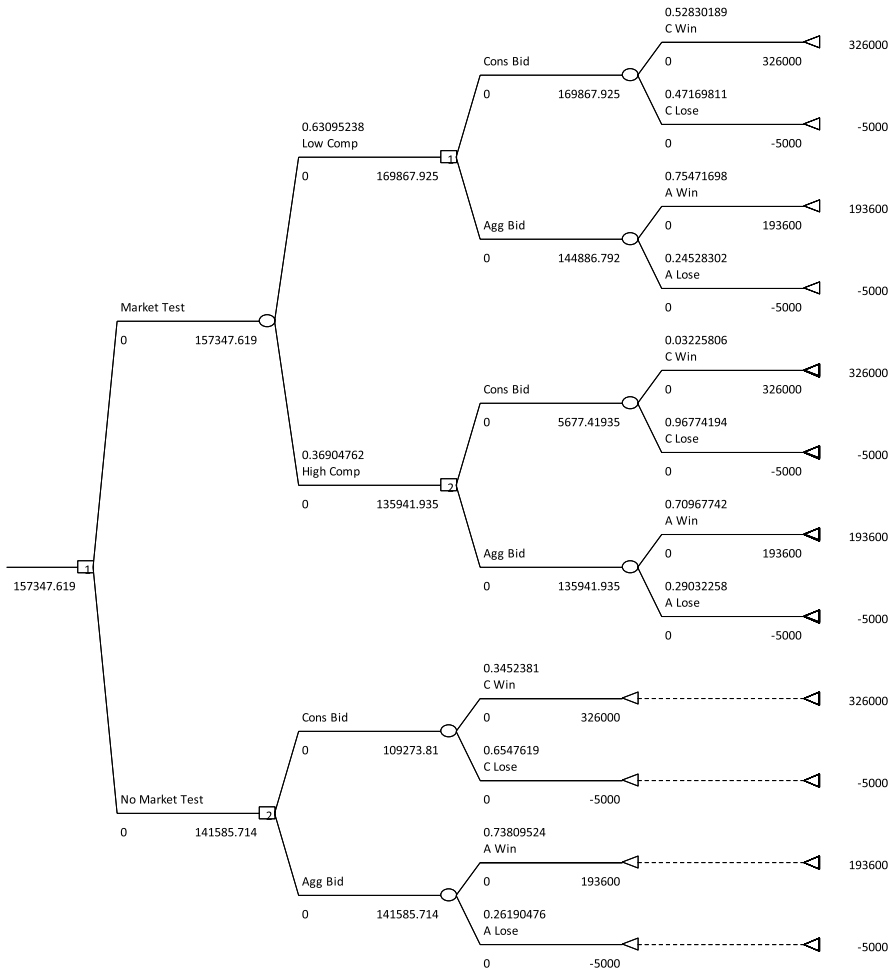 0.52830189
C Win
326000
0 326000
Cons Bid
0 169867.925
0.47169811
C Lose
-5000
0 -5000
0.63095238
Low Comp
1
0 169867.925
0.75471698
A Win
193600
0 193600
Agg Bid
0 144886.792
0.24528302
A Lose
-5000
0 -5000
Market Test
0 157347.619
0.03225806
C Win
326000
0 326000
Cons Bid
0 5677.41935
0.96774194
C Lose
-5000
0 -5000
0.36904762
High Comp
2
0 135941.935
0.70967742
A Win
193600
0 193600
Agg Bid
0 135941.935
1
157347.619
0.29032258
A Lose
-5000
0 -5000
0.3452381
C Win
326000
0 326000
Cons Bid
0 109273.81
0.6547619
C Lose
-5000
0 -5000
No Market Test
2
0 141585.714
0.73809524
A Win
193600
0 193600
Agg Bid
0 141585.714
0.26190476
A Lose
-5000
0 -5000